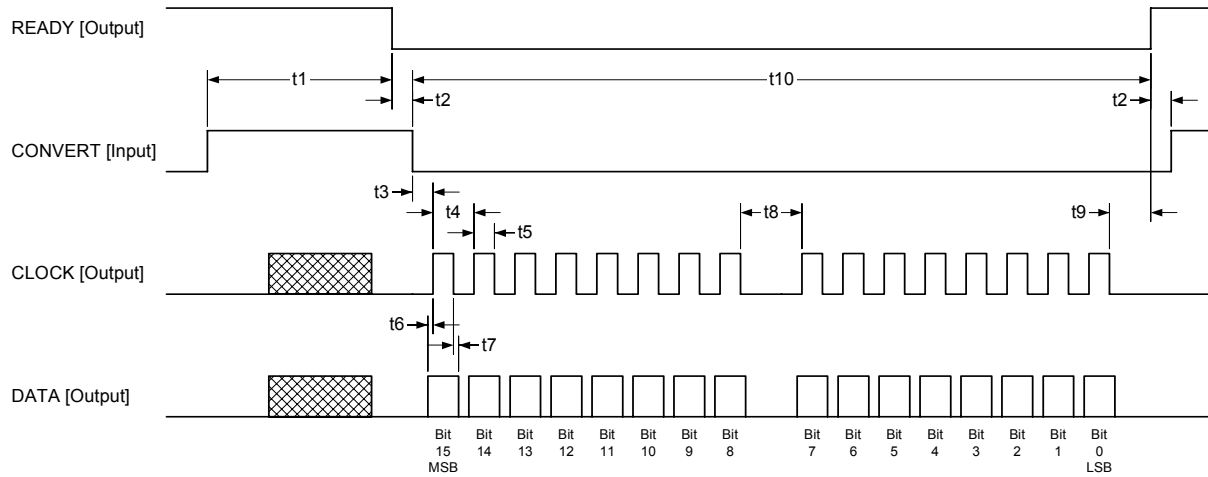 READY [Output]
t1
t10
t2
t2
CONVERT [Input]
t3
t4
t8
t9
t5
CLOCK [Output]
t6
t7
DATA [Output]
Bit Bit Bit Bit Bit Bit Bit Bit Bit Bit Bit Bit Bit Bit Bit Bit
15 14 13 12 11 10 9 8 7 6 5 4 3 2 1 0
MSB LSB